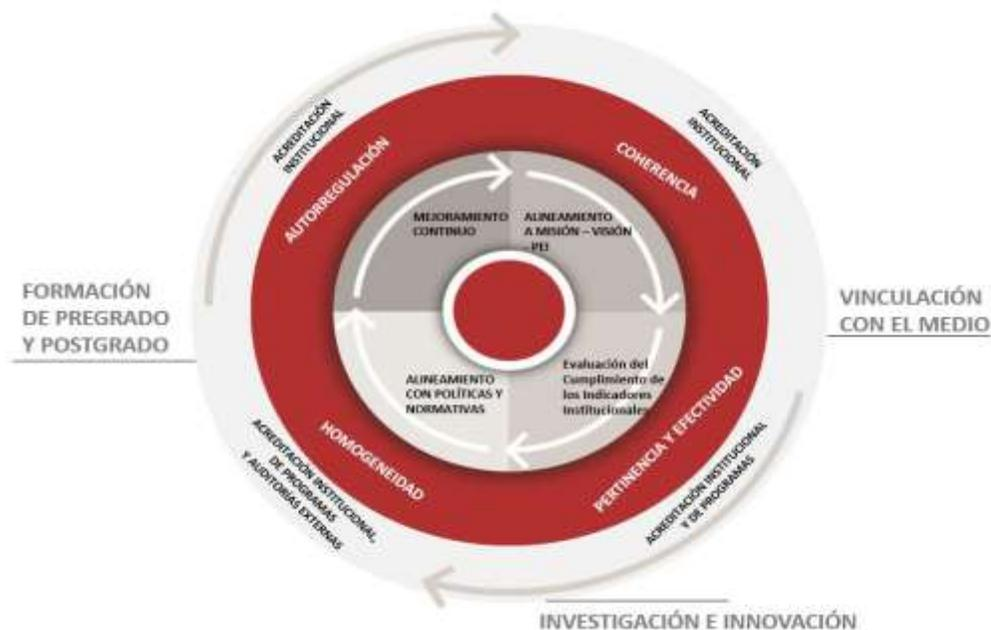 ACREDITACIÓN
INSTITUCIONAL
ACREDITACIÓN
INSTITUCIONAL
AUTORREGULACIÓN
COHERENCIA
MEJORAMIENTO
CONTINUO
ALINEAMIENTO
A MISIÓN – VISIÓN
- PEI
FORMACIÓN
DE PREGRADO
Y POSTGRADO
VINCULACIÓN
CON EL MEDIO
ALINEAMIENTO
CON POLÍTICAS Y
NORMATIVAS
Evaluación del
Cumplimiento de
los Indicadores
Institucionales
HOMOGENEIDAD
PERTINENCIA Y EFECTIVIDAD
ACREDITACIÓN INSTITUCIONAL,
DE PROGRAMAS
Y AUDITORÍAS EXTERNAS
ACREDITACIÓN INSTITUCIONAL
Y DE PROGRAMAS
INVESTIGACIÓN E INNOVACIÓN